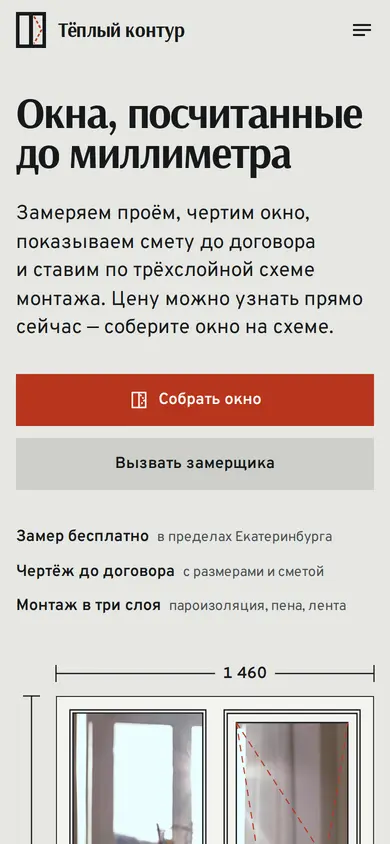 Тёплый контур
Окна, посчитанные
до миллиметра
Замеряем проём, чертим окно,
показываем смету до договора
и ставим по трёхслойной схеме
монтажа. Цену можно узнать прямо
сейчас — соберите окно на схеме.
Собрать окно
Вызвать замерщика
Замер бесплатно в пределах Екатеринбурга
Чертёж до договора с размерами и сметой
Монтаж в три слоя пароизоляция, пена, лента
1 460